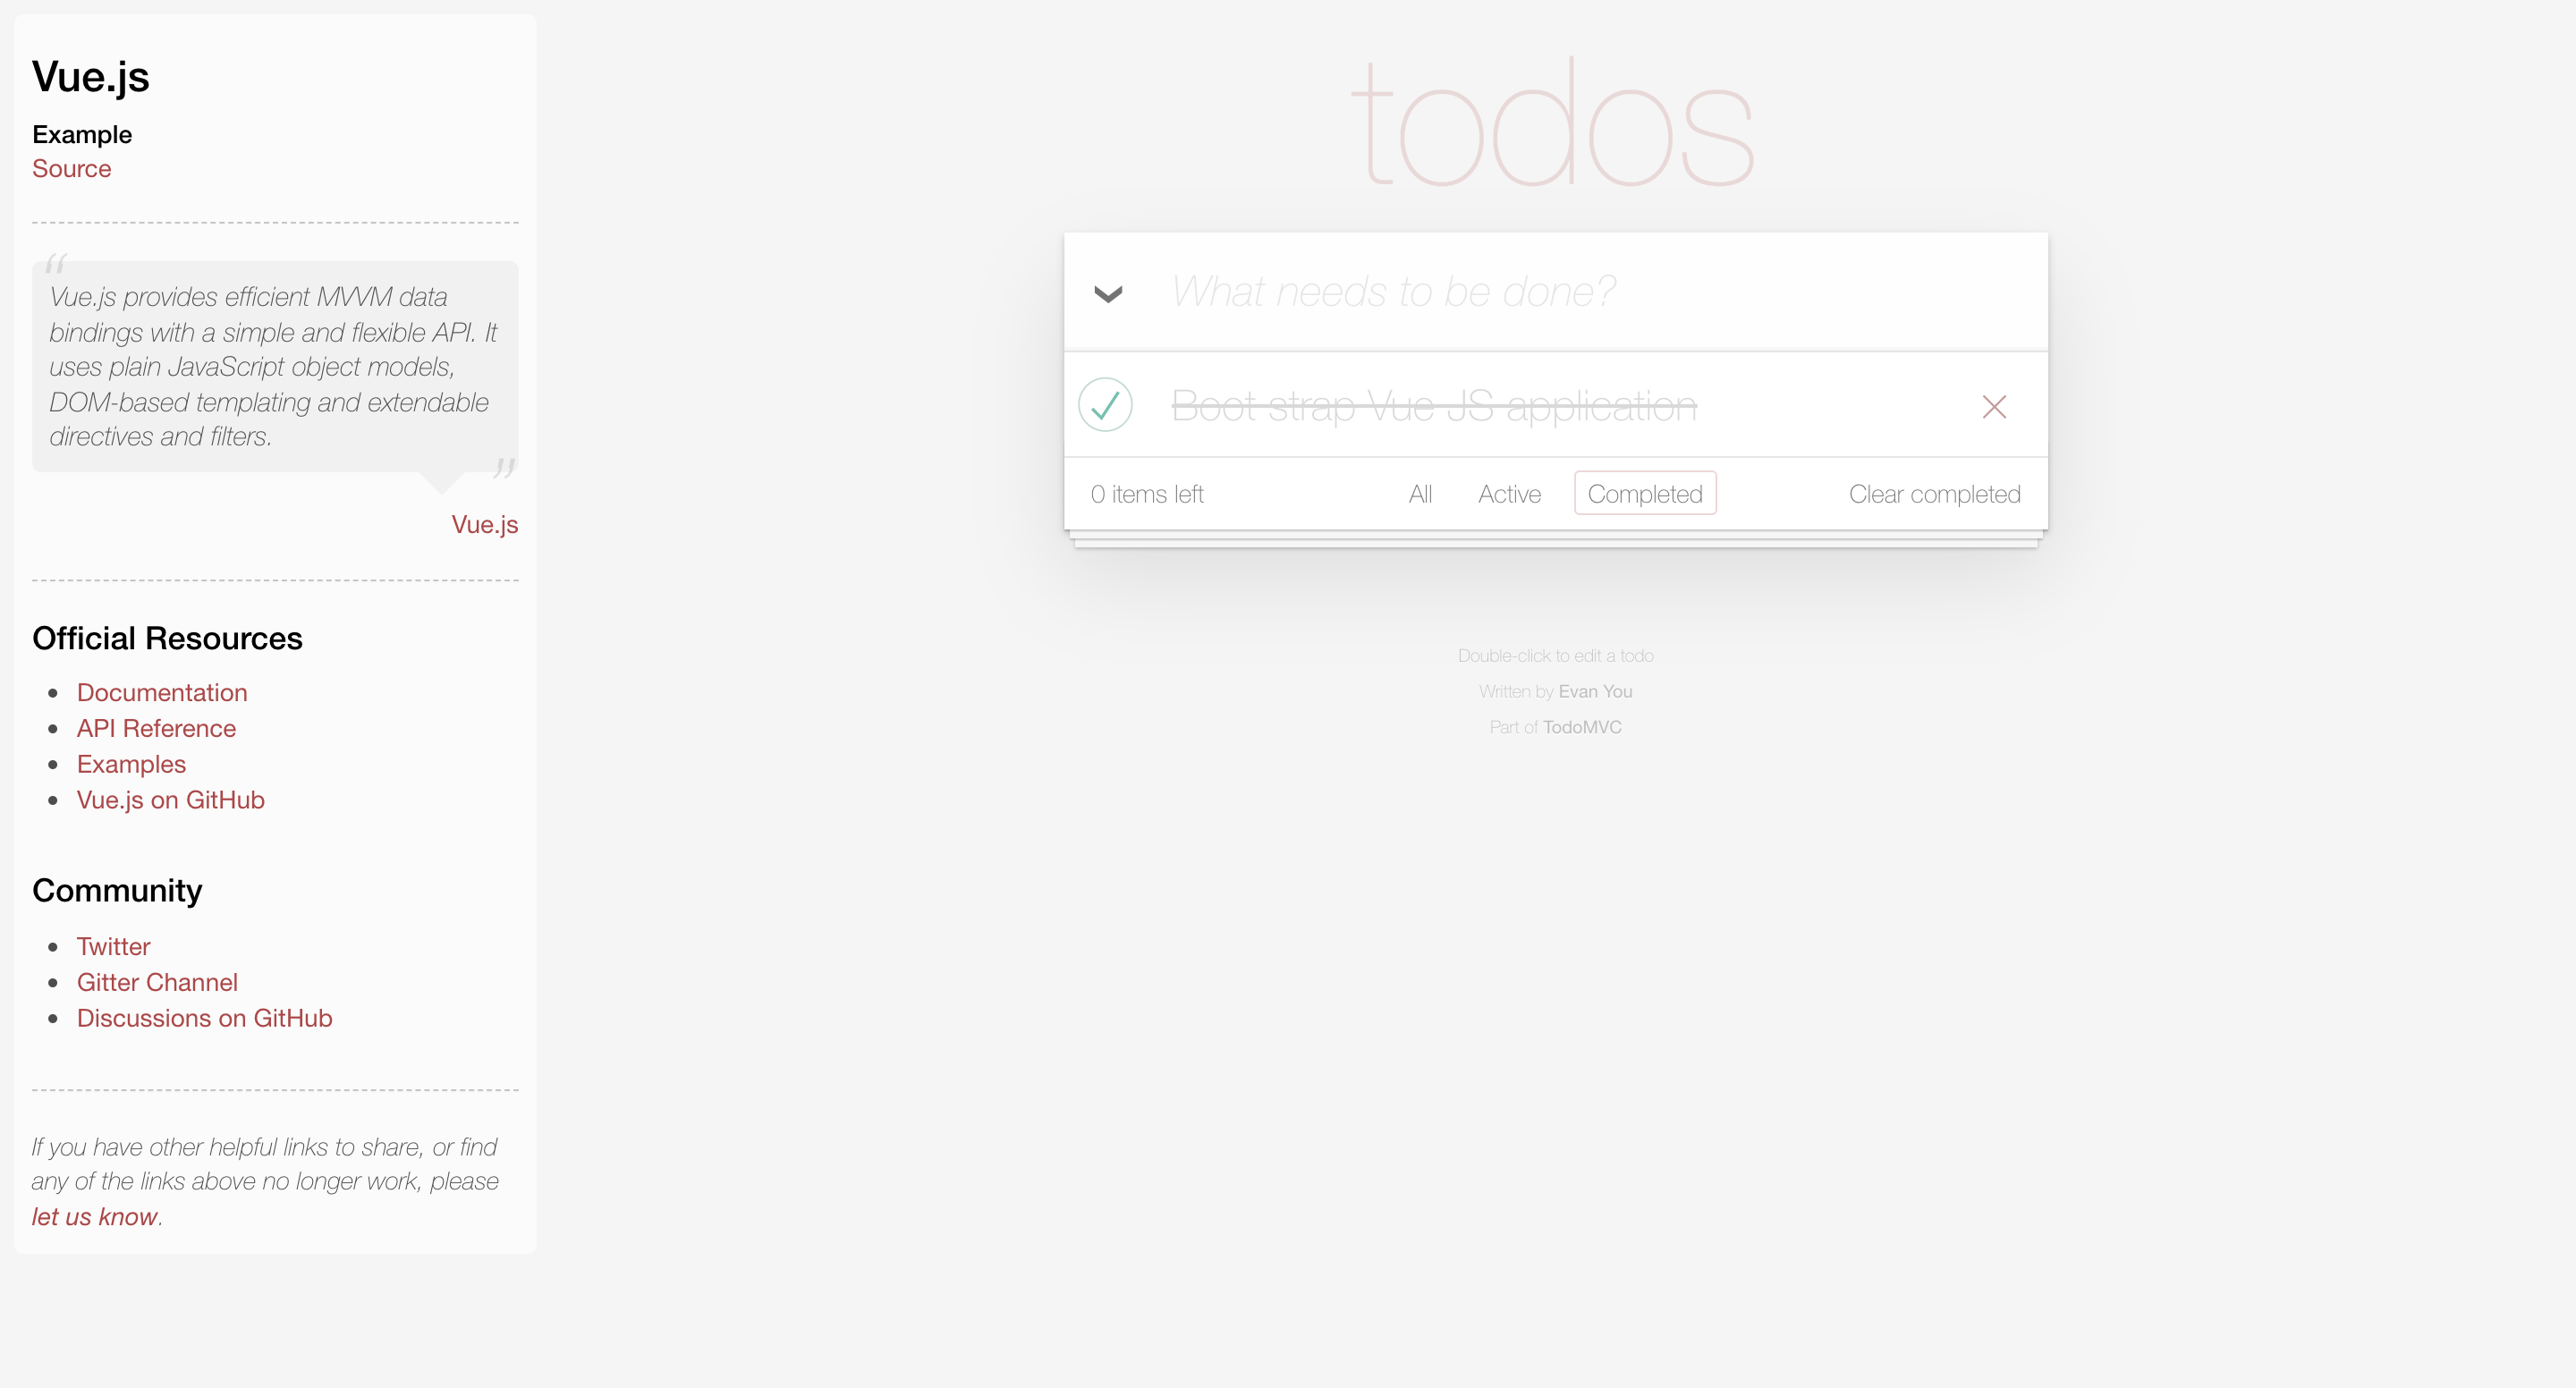 Vue.js
Example
Source
“
Vue.js provides efficient MVVM data
bindings with a simple and flexible API. It
uses plain JavaScript object models,
DOM-based templating and extendable
directives and filters.
”
Vue.js
Official Resources
Documentation
API Reference
Examples
Vue.js on GitHub
Community
Twitter
Gitter Channel
Discussions on GitHub
If you have other helpful links to share, or find
any of the links above no longer work, please
let us know.
todos
What needs to be done?
Boot strap Vue JS application
0 items left All Active Completed Clear completed
Double-click to edit a todo
Written by Evan You
Part of TodoMVC